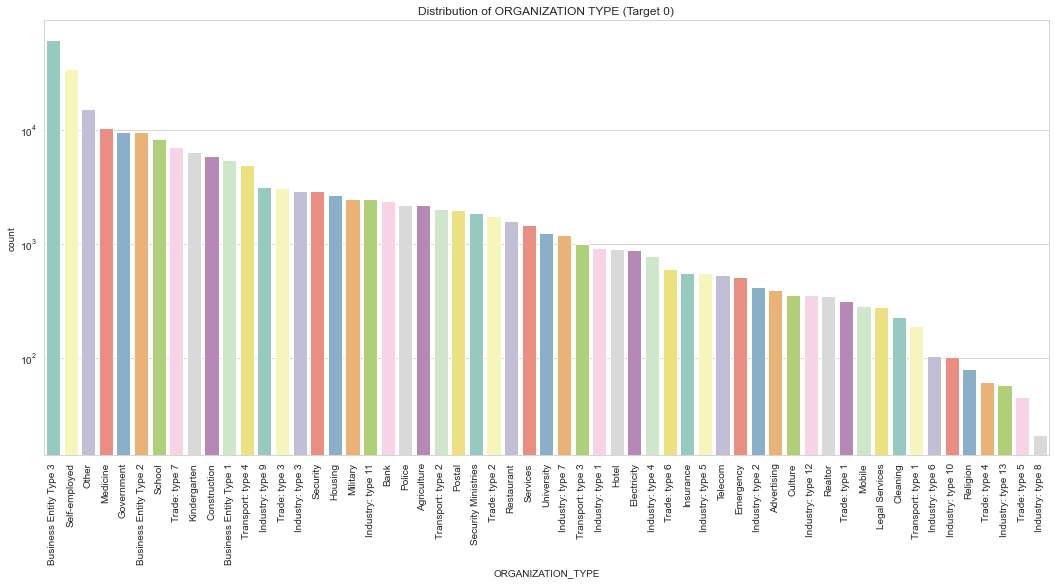 Distribution of ORGANIZATION TYPE (Target 0)
count
10^4
10^3
10^2
Business Entity Type 3
Self-employed
Other
Medicine
Government
Business Entity Type 2
School
Trade: type 7
Kindergarten
Construction
Business Entity Type 1
Transport: type 4
Industry: type 9
Trade: type 3
Industry: type 3
Security
Housing
Military
Industry: type 11
Bank
Police
Agriculture
Transport: type 2
Postal
Security Ministries
Trade: type 2
Restaurant
Services
University
Industry: type 7
Transport: type 3
Industry: type 1
Hotel
Electricity
Industry: type 4
Trade: type 6
Insurance
Industry: type 5
Telecom
Emergency
Industry: type 2
Advertising
Culture
Industry: type 12
Realtor
Trade: type 1
Mobile
Legal Services
Cleaning
Transport: type 1
Industry: type 6
Industry: type 10
Religion
Trade: type 4
Industry: type 13
Trade: type 5
Industry: type 8
ORGANIZATION_TYPE